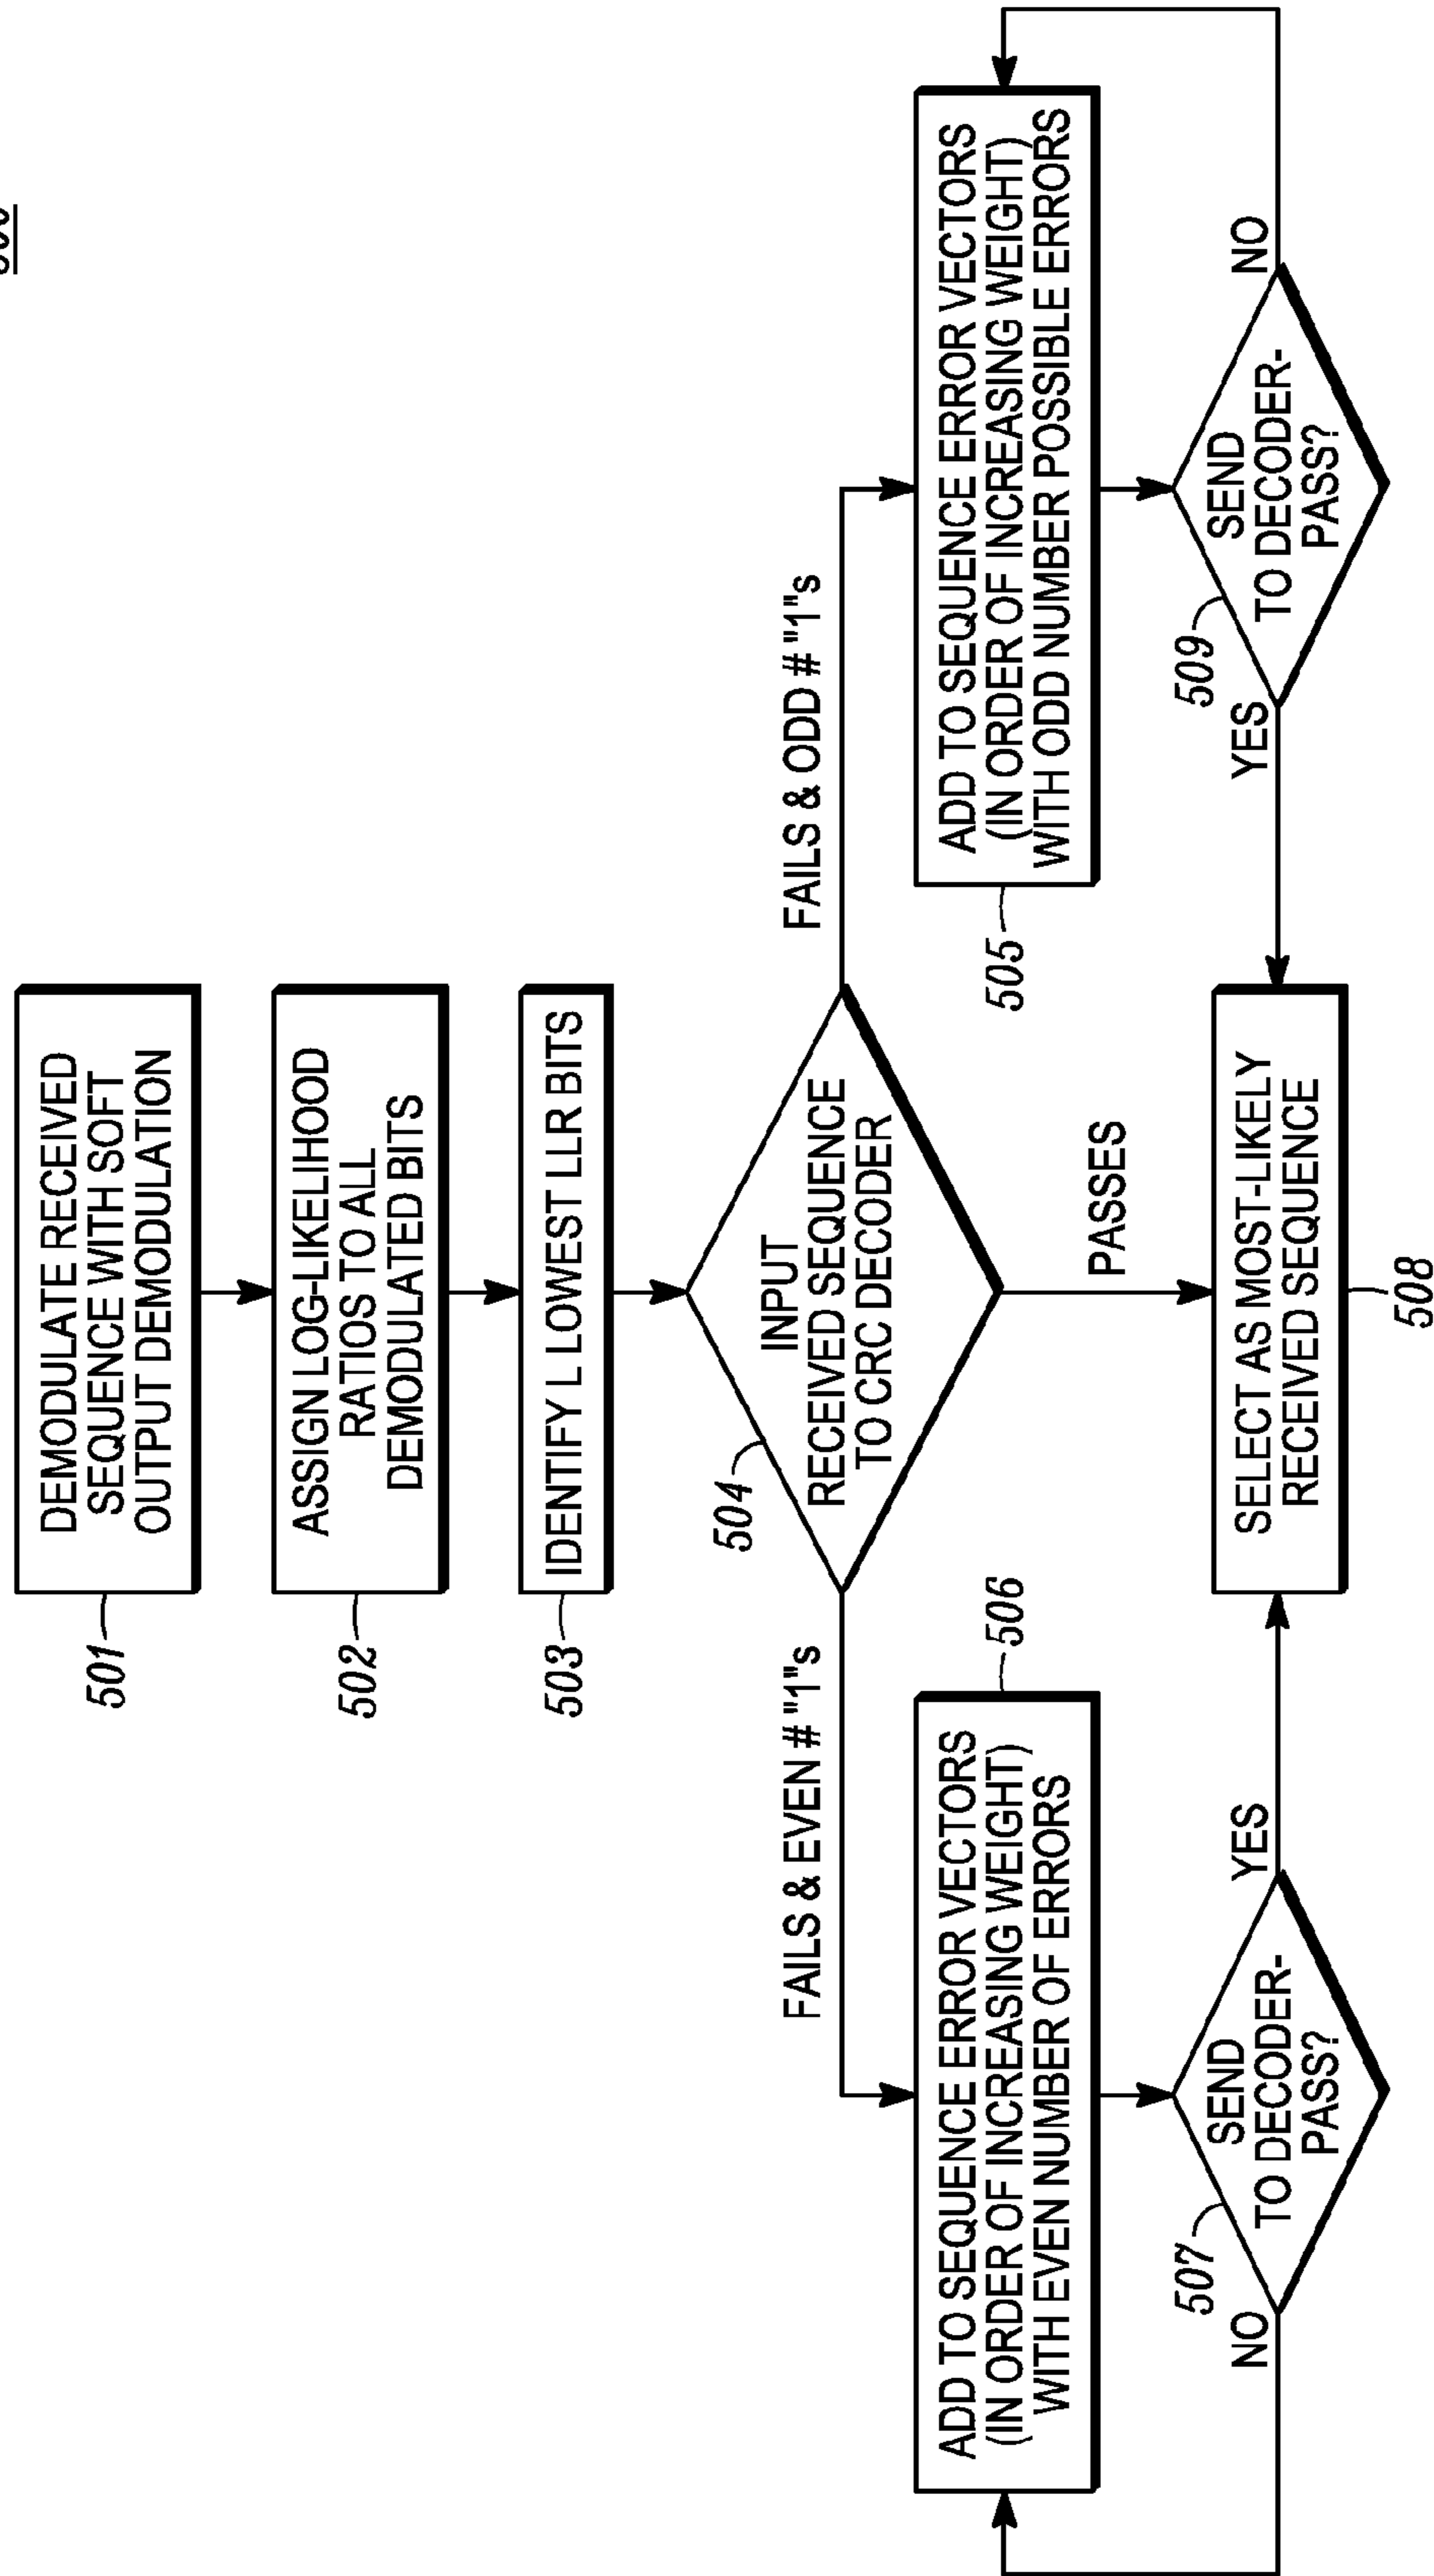 DEMODULATE RECEIVED
SEQUENCE WITH SOFT
OUTPUT DEMODULATION
501
ASSIGN LOG-LIKELIHOOD
RATIOS TO ALL
DEMODULATED BITS
502
IDENTIFY L LOWEST LLR BITS
503
INPUT
RECEIVED SEQUENCE
TO CRC DECODER
504
FAILS & EVEN # "1"s
FAILS & ODD # "1"s
PASSES
ADD TO SEQUENCE ERROR VECTORS
(IN ORDER OF INCREASING WEIGHT)
WITH EVEN NUMBER OF ERRORS
506
ADD TO SEQUENCE ERROR VECTORS
(IN ORDER OF INCREASING WEIGHT)
WITH ODD NUMBER POSSIBLE ERRORS
505
NO
507
SEND
TO DECODER-
PASS?
YES
SELECT AS MOST-LIKELY
RECEIVED SEQUENCE
508
YES
509
SEND
TO DECODER-
PASS?
NO